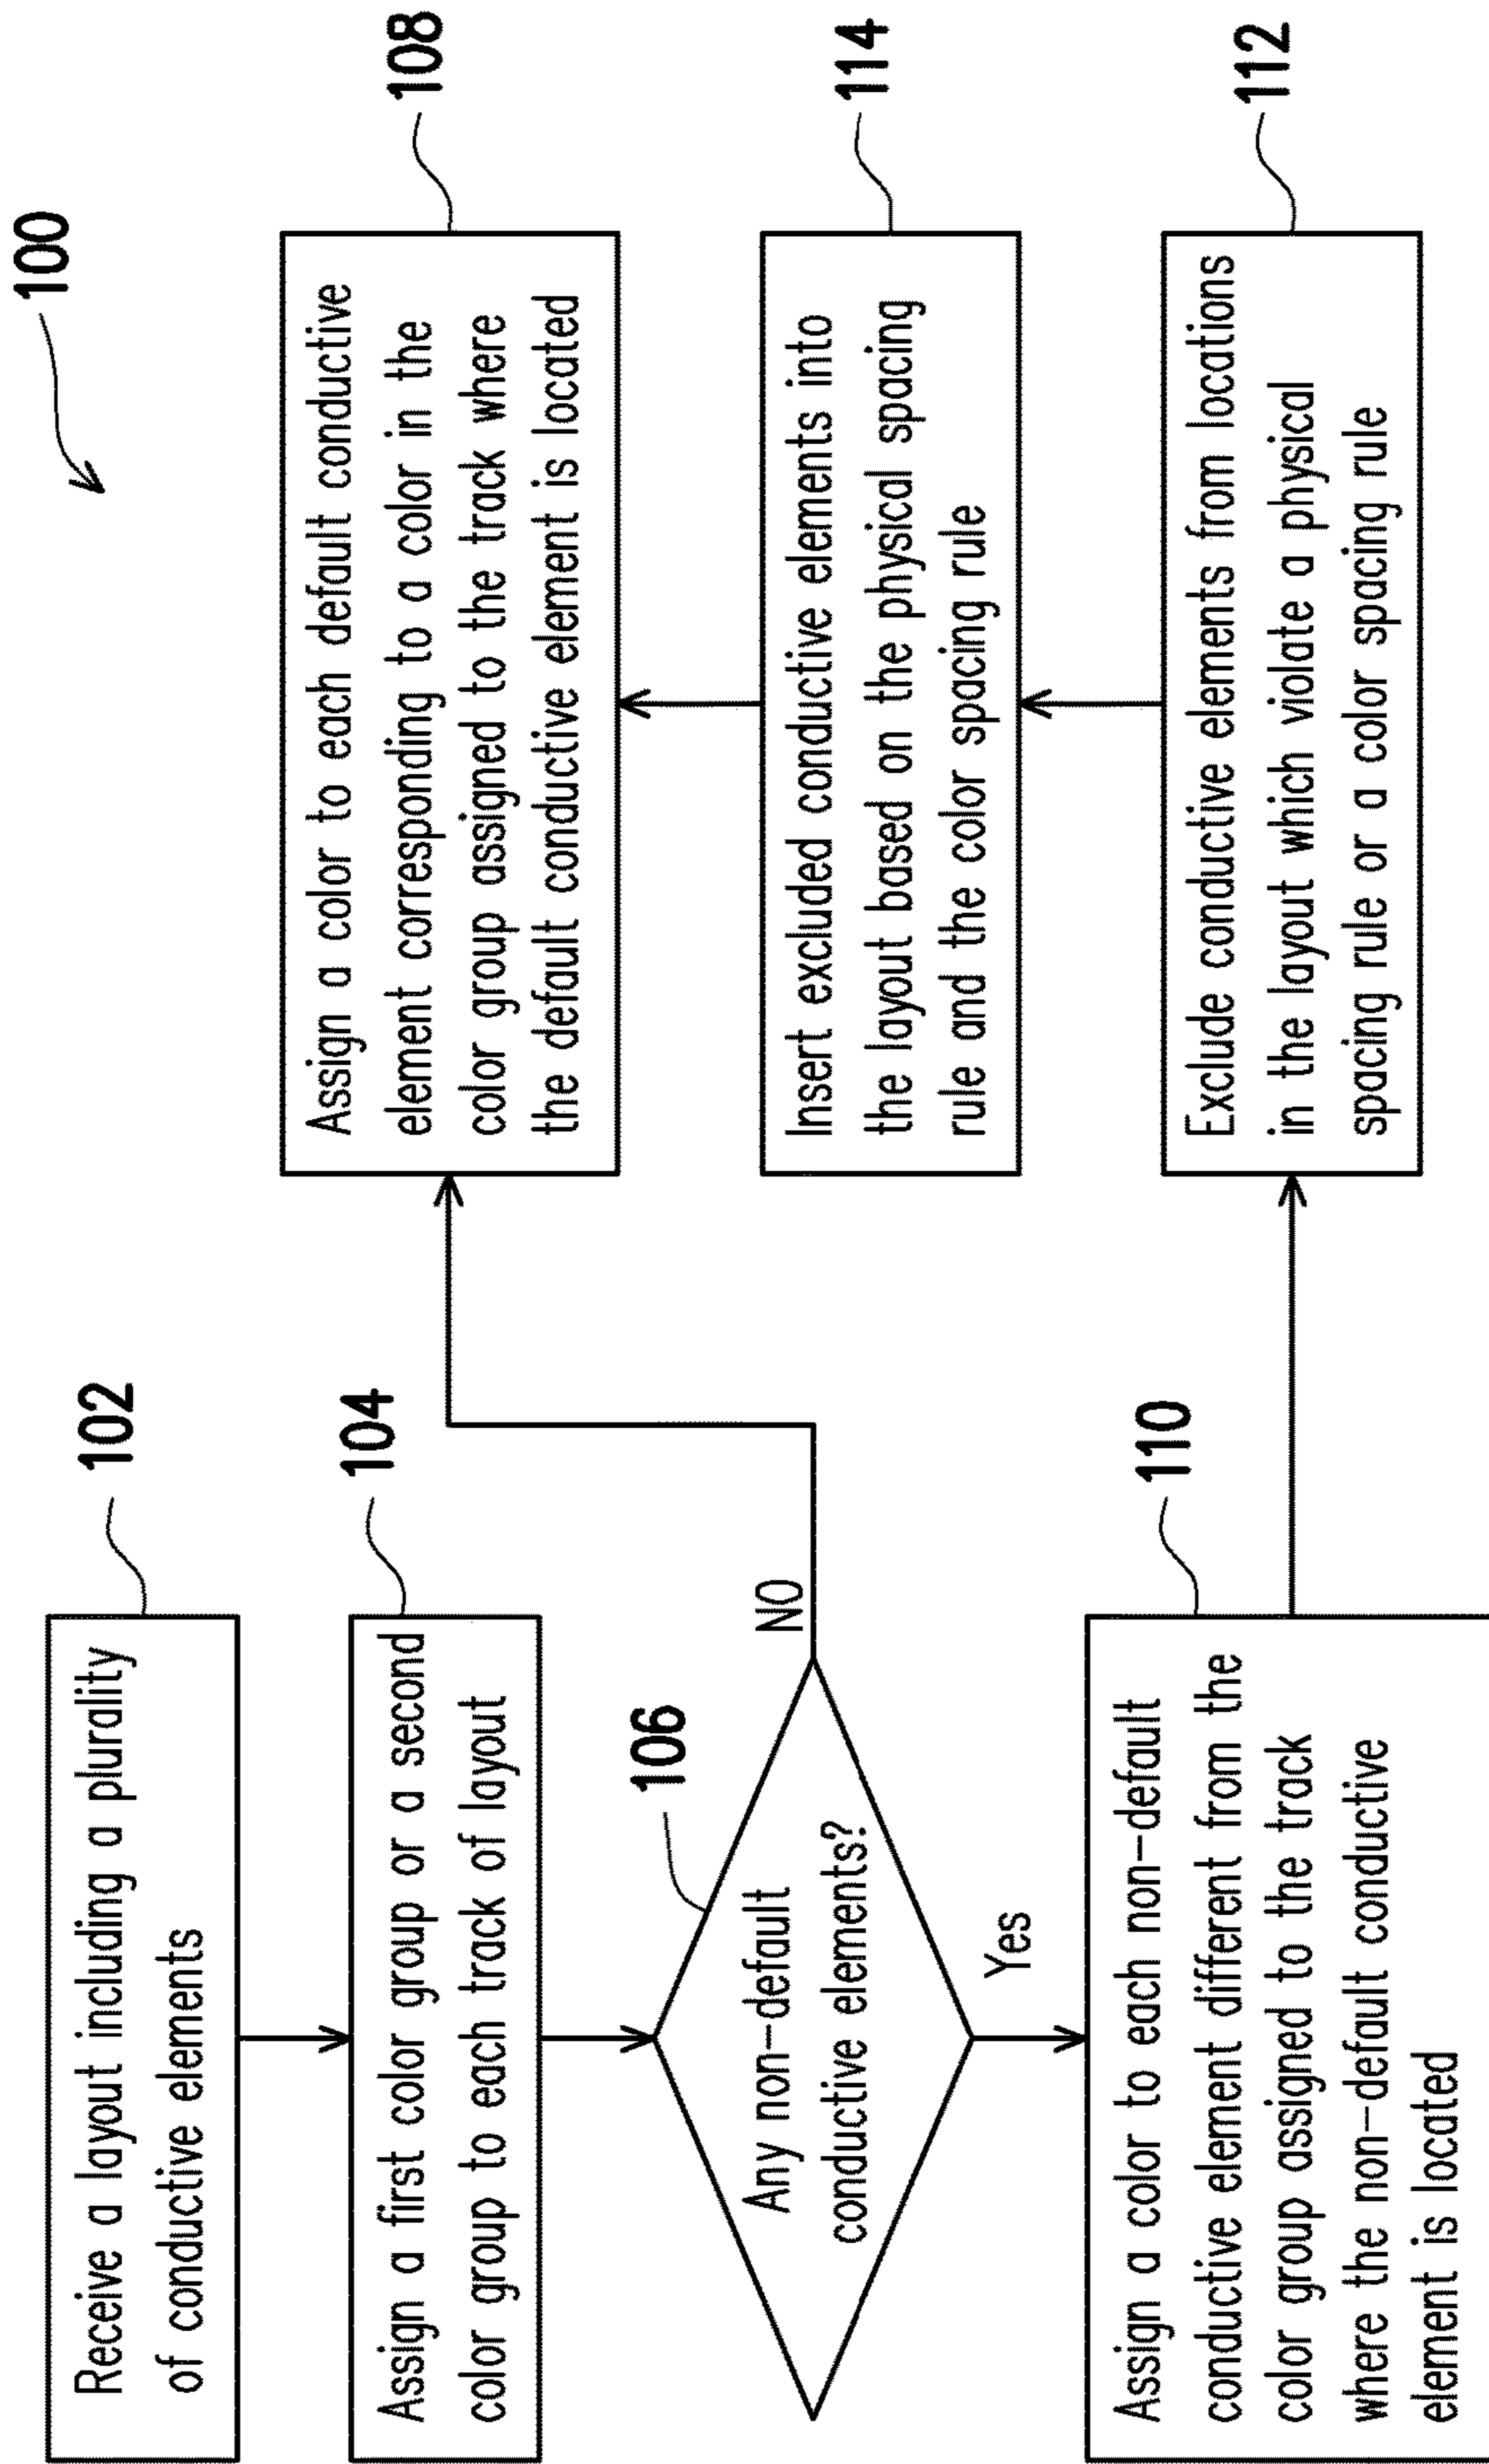 100
102
Receive a layout including a plurality
of conductive elements
104
Assign a first color group or a second
color group to each track of layout
106
Any non-default
conductive elements?
NO
Yes
110
Assign a color to each non-default
conductive element different from the
color group assigned to the track
where the non-default conductive
element is located
108
Assign a color to each default conductive
element corresponding to a color in the
color group assigned to the track where
the default conductive element is located
114
Insert excluded conductive elements into
the layout based on the physical spacing
rule and the color spacing rule
112
Exclude conductive elements from locations
in the layout which violate a physical
spacing rule or a color spacing rule